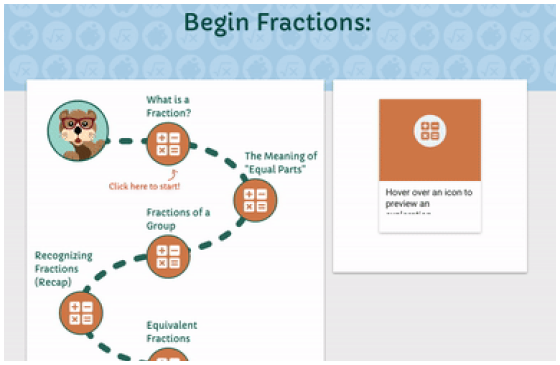 Begin Fractions:
What is a
Fraction?
Click here to start!
The Meaning of
"Equal Parts"
Fractions of a
Group
Recognizing
Fractions
(Recap)
Equivalent
Fractions
Hover over an icon to
preview an